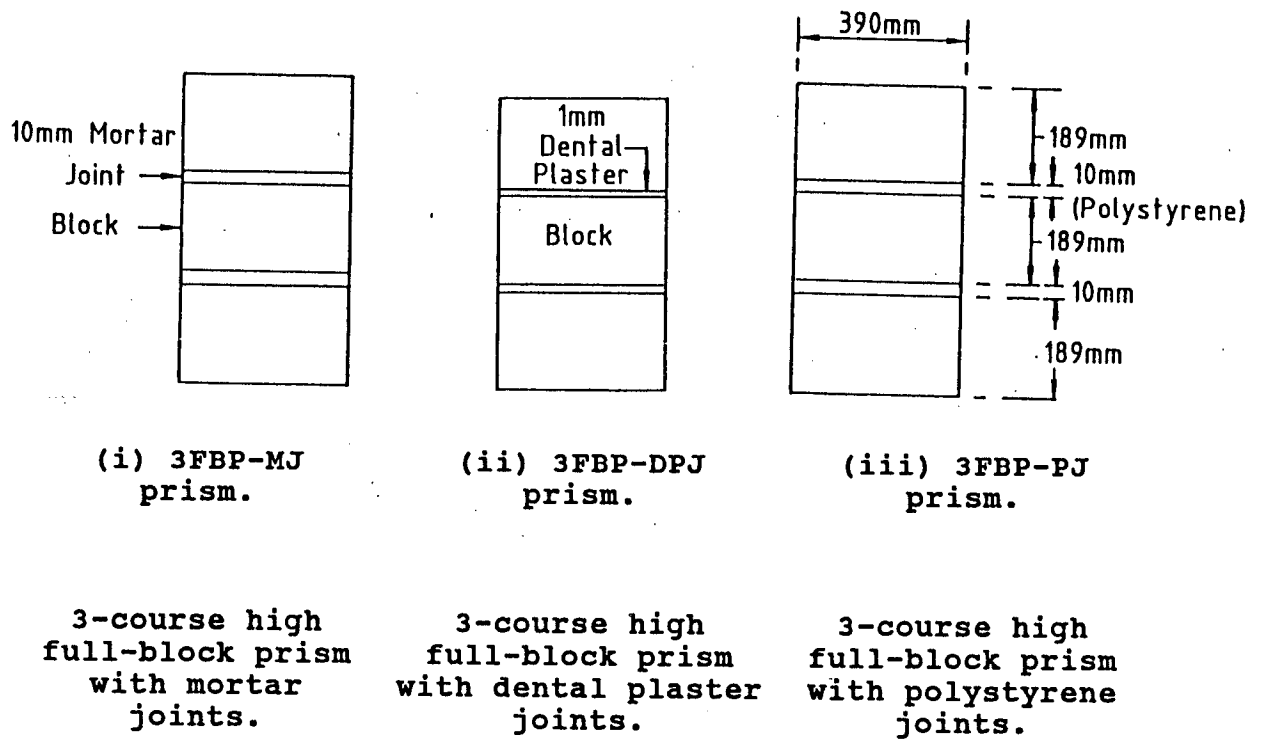 390mm
10mm Mortar
Joint
Block
1mm
Dental
Plaster
Block
189mm
10mm
(Polystyrene)
189mm
10mm
189mm
(i) 3FBP-MJ
prism.
(ii) 3FBP-DPJ
prism.
(iii) 3FBP-PJ
prism.
3-course high
full-block prism
with mortar
joints.
3-course high
full-block prism
with dental plaster
joints.
3-course high
full-block prism
with polystyrene
joints.